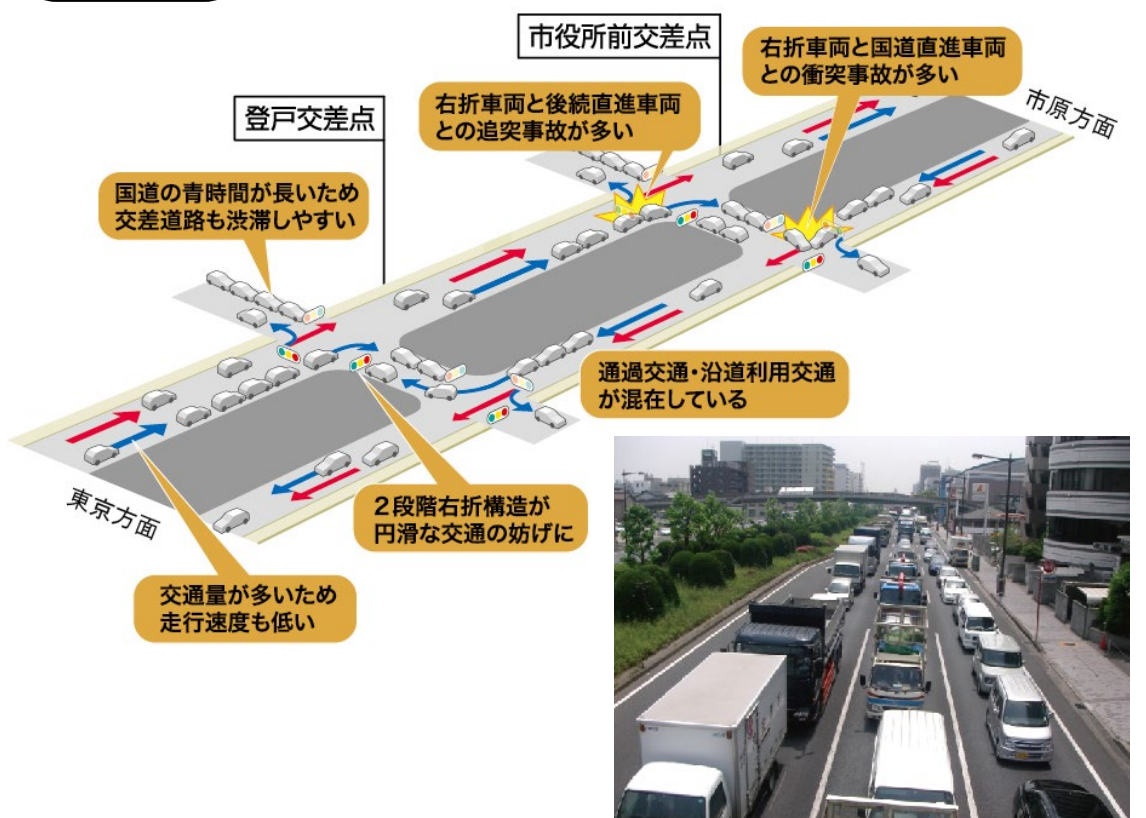 市役所前交差点
右折車両と国道直進車両
との衝突事故が多い
登戸交差点
右折車両と後続直進車両
との追突事故が多い
市原方面
国道の青時間が長いため
交差道路も渋滞しやすい
通過交通・沿道利用交通
が混在している
東京方面
2段階右折構造が
円滑な交通の妨げに
交通量が多いため
走行速度も低い